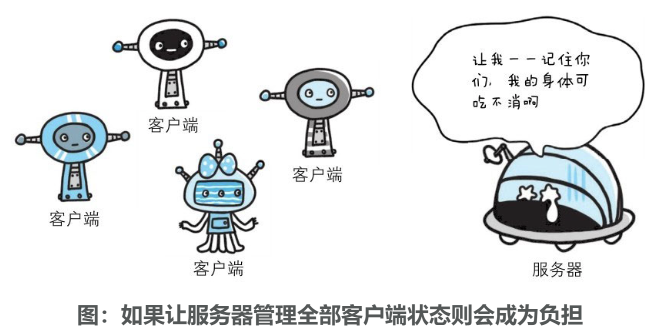 让我一一记住你
们，我的身体可
吃不消啊
客户端
客户端
客户端
客户端
服务器
图：如果让服务器管理全部客户端状态则会成为负担